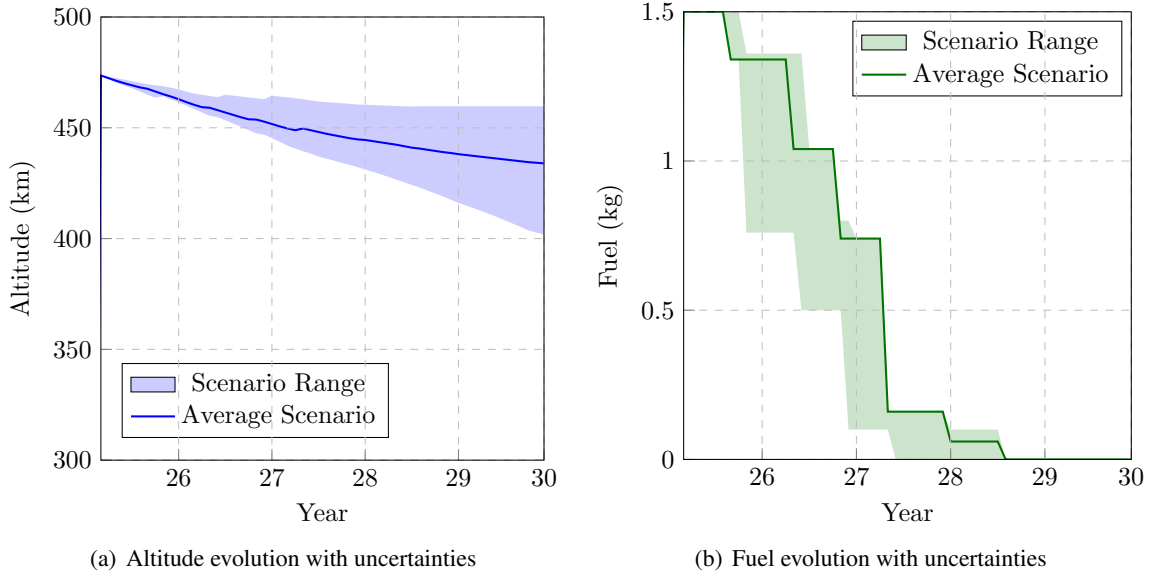 500
450
400
350
300
Altitude (km)
Scenario Range
Average Scenario
26 27 28 29 30
Year
(a) Altitude evolution with uncertainties
1.5
1
0.5
0
Fuel (kg)
Scenario Range
Average Scenario
26 27 28 29 30
Year
(b) Fuel evolution with uncertainties